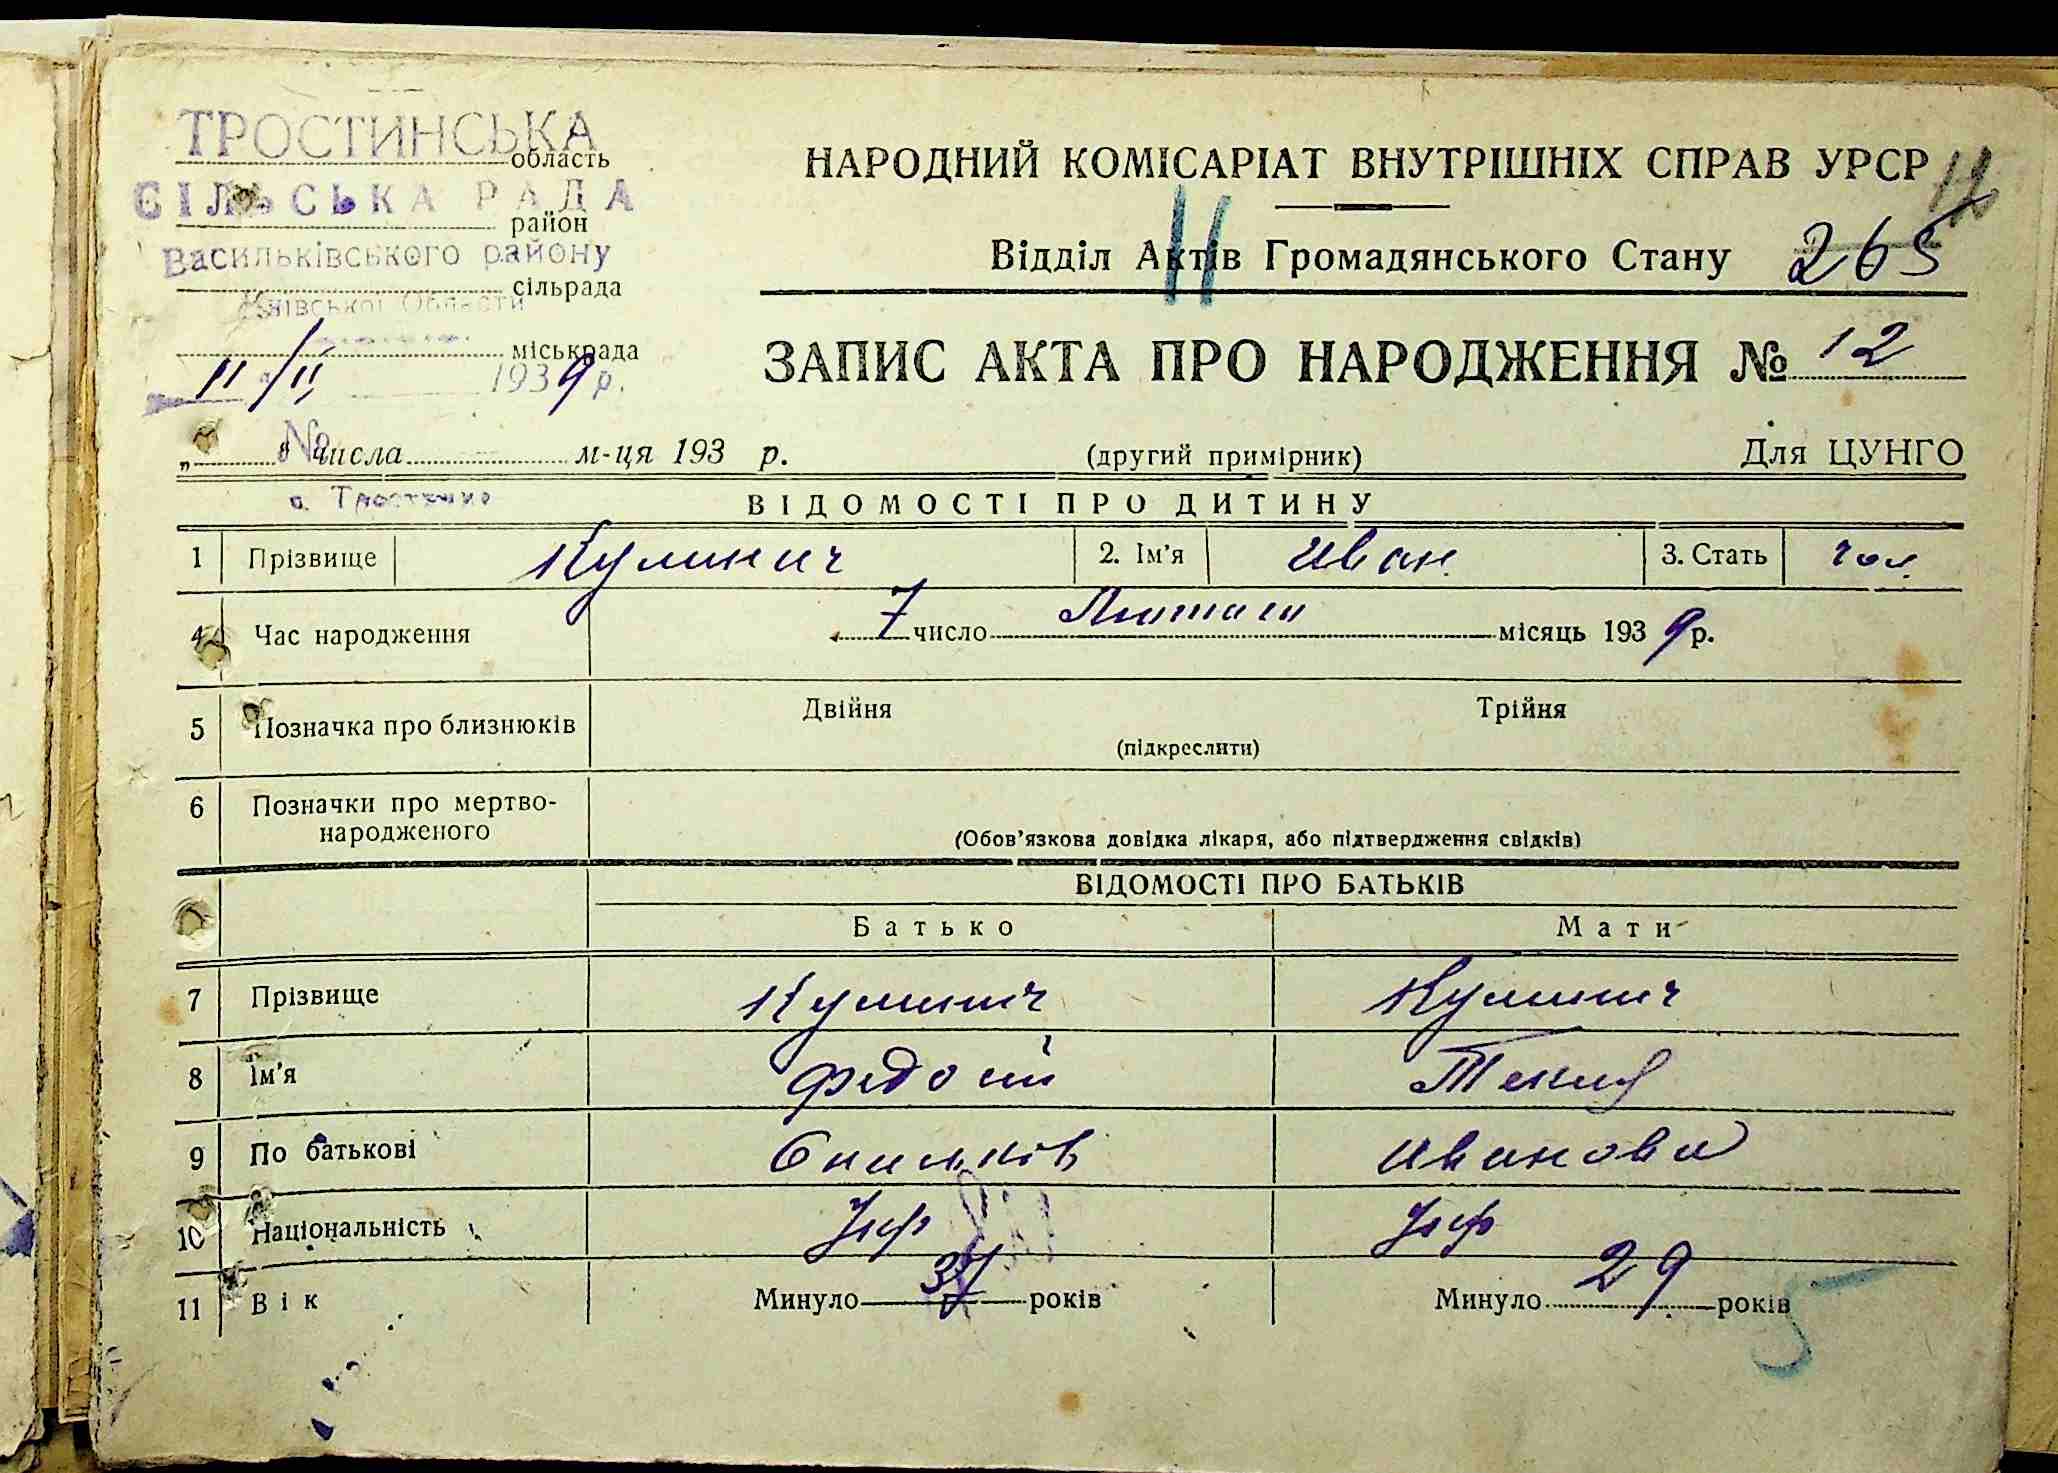 ТРОСТИНСЬКА
область
СІЛЬСЬКА РАДА
район
Васильківського району
сільрада
Київської Области
міськрада
11/II 1939 р.
№
НАРОДНИЙ КОМІСАРІАТ ВНУТРІШНІХ СПРАВ УРСР
Відділ Актів Громадянського Стану 265
ЗАПИС АКТА ПРО НАРОДЖЕННЯ № 12
„ “ числа м-ця 193 р. (другий примірник) Для ЦУНГО
с.
ВІДОМОСТІ ПРО ДИТИНУ
1 Прізвище Кулинич 2. Ім'я Иван 3. Стать чол.
4 Час народження 7 число Лютого місяць 1939 р.
5 Позначка про близнюків Двійня Трійня
(підкреслити)
6 Позначки про мертво-
народженого
(Обов'язкова довідка лікаря, або підтвердження свідків)
ВІДОМОСТІ ПРО БАТЬКІВ
Батько Мати
7 Прізвище Кулинич Кулинич
8 Ім'я Текля
9 По батькові Иванова
10 Національність Укр Укр
11 Вік Минуло років Минуло 29 років
5